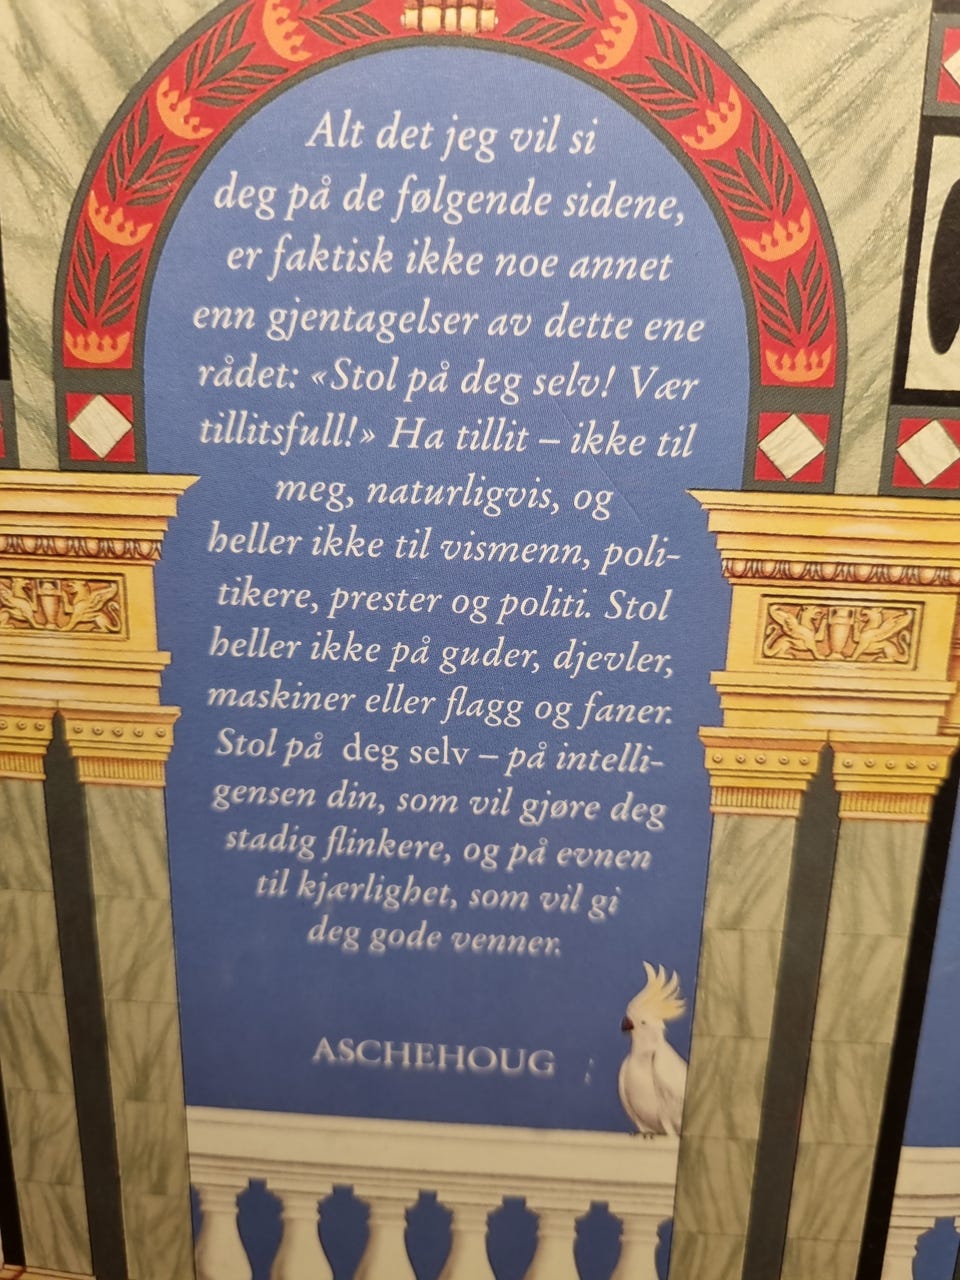 Alt det jeg vil si
deg på de følgende sidene,
er faktisk ikke noe annet
enn gjentagelser av dette ene
rådet: «Stol på deg selv! Vær
tillitsfull!» Ha tillit – ikke til
meg, naturligvis, og
heller ikke til vismenn, poli-
tikere, prester og politi. Stol
heller ikke på guder, djevler,
maskiner eller flagg og faner.
Stol på deg selv – på intelli-
gensen din, som vil gjøre deg
stadig flinkere, og på evnen
til kjærlighet, som vil gi
deg gode venner.
ASCHEHOUG